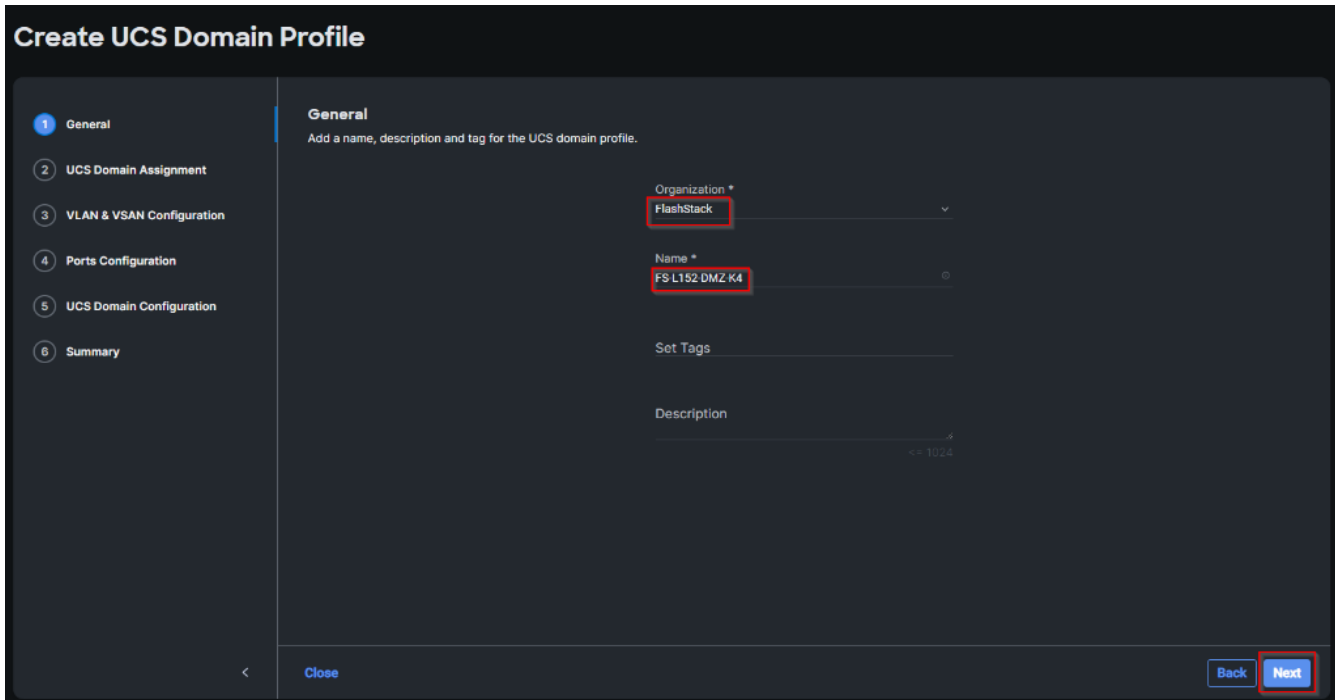 Create UCS Domain Profile
1 General
2 UCS Domain Assignment
3 VLAN & VSAN Configuration
4 Ports Configuration
5 UCS Domain Configuration
6 Summary
General
Add a name, description and tag for the UCS domain profile.
Organization *
FlashStack
Name *
FS-L152-DMZ-K4
Set Tags
Description
<= 1024
Close
Back
Next